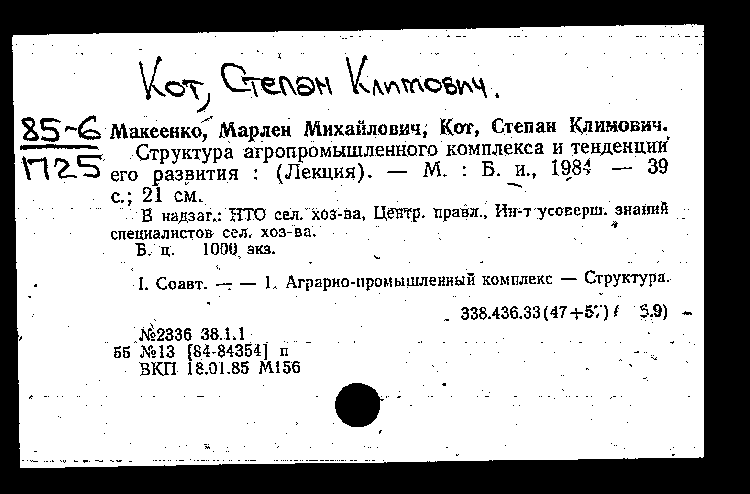 Кот, Степан Климович.
85-6 Макеенко, Марлен Михайлович, Кот, Степан Климович.
1725 Структура агропромышленного комплекса и тенденции
его развития : (Лекция). — М. : Б. и., 1984 — 39
с.; 21 см.
В надзаг.: НТО сел. хоз-ва, Центр. правл., Ин-т усоверш. знаний
специалистов сел. хоз-ва.
Б. ц. 1000 экз.
I. Соавт. — — 1. Аграрно-промышленный комплекс — Структура.
338.436.33(47+57)
№2336 38.1.1
бб №13 [84-84354] п
ВКП 18.01.85 М156